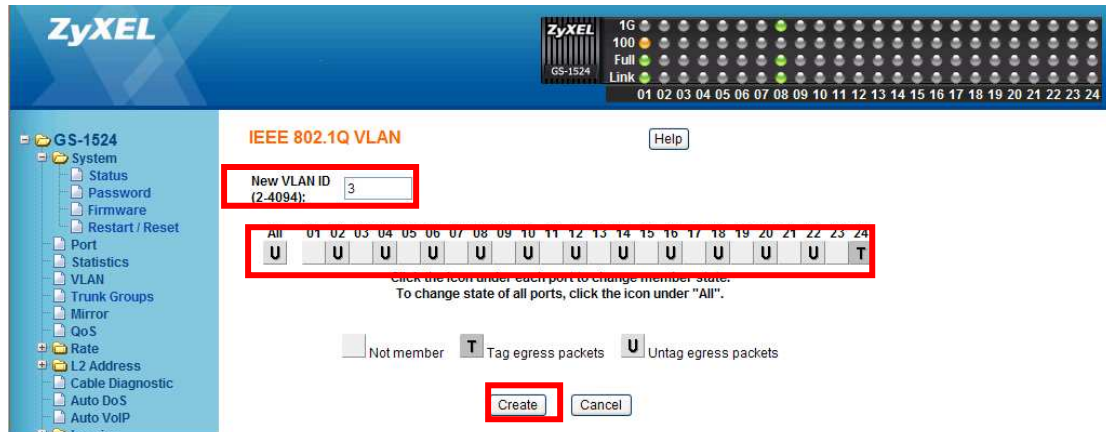 ZyXEL
ZyXEL
GS-1524
1G
100
Full
Link
01 02 03 04 05 06 07 08 09 10 11 12 13 14 15 16 17 18 19 20 21 22 23 24
GS-1524
System
Status
Password
Firmware
Restart / Reset
Port
Statistics
VLAN
Trunk Groups
Mirror
QoS
Rate
L2 Address
Cable Diagnostic
Auto DoS
Auto VoIP
IEEE 802.1Q VLAN
Help
New VLAN ID
(2-4094):
3
All 01 02 03 04 05 06 07 08 09 10 11 12 13 14 15 16 17 18 19 20 21 22 23 24
U U U U U U U U U U U U T
Click the icon under each port to change member state.
To change state of all ports, click the icon under "All".
Not member T Tag egress packets U Untag egress packets
Create Cancel